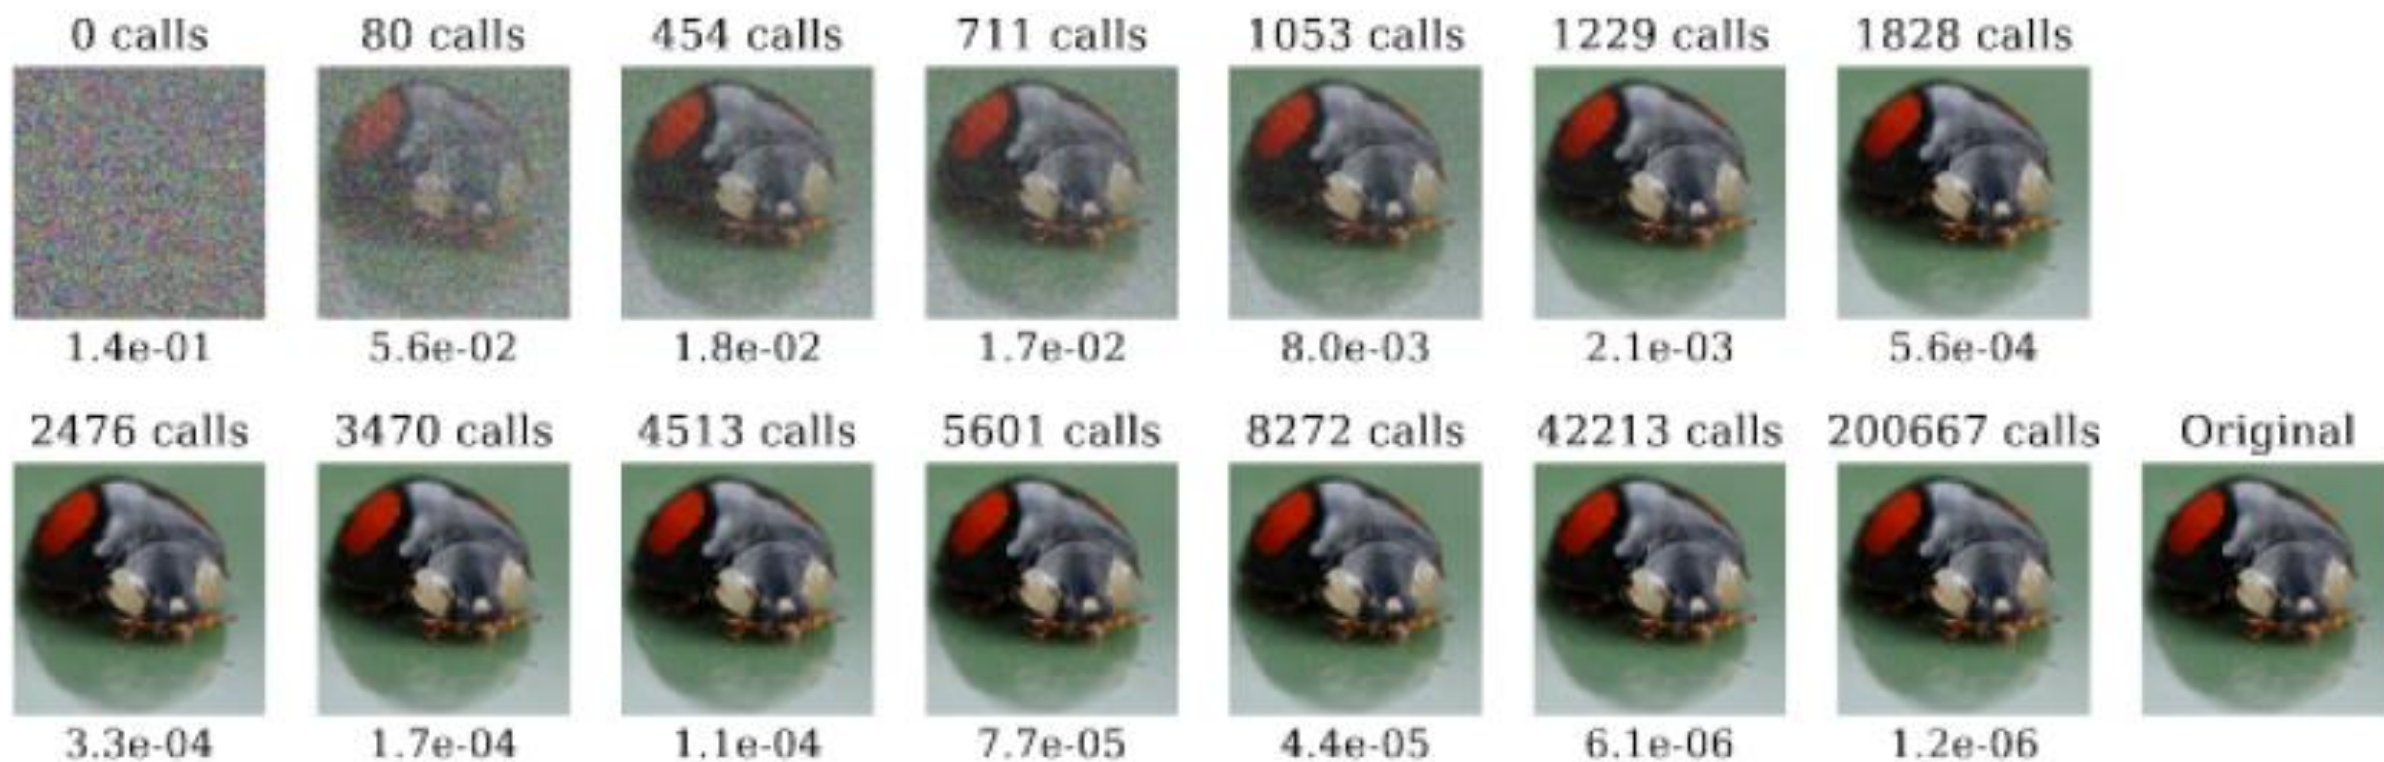 0 calls 80 calls 454 calls 711 calls 1053 calls 1229 calls 1828 calls
1.4e-01 5.6e-02 1.8e-02 1.7e-02 8.0e-03 2.1e-03 5.6e-04
2476 calls 3470 calls 4513 calls 5601 calls 8272 calls 42213 calls 200667 calls Original
3.3e-04 1.7e-04 1.1e-04 7.7e-05 4.4e-05 6.1e-06 1.2e-06